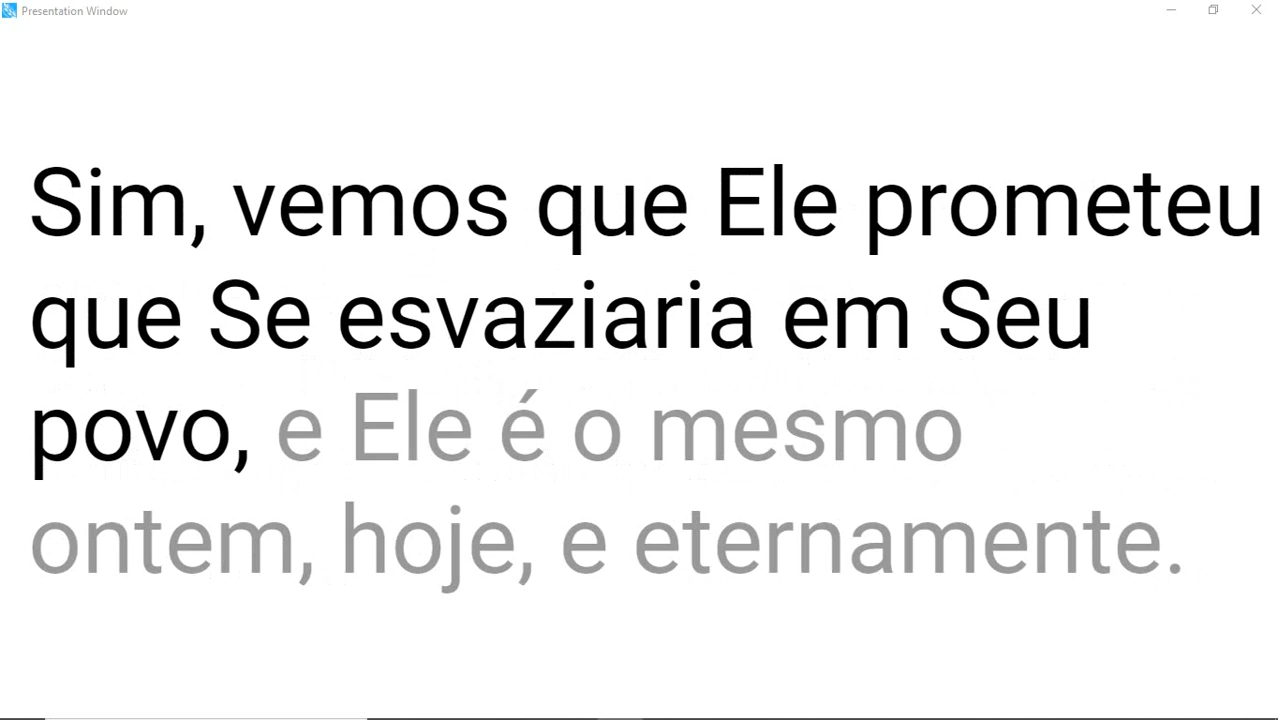 Presentation Window
Sim, vemos que Ele prometeu
que Se esvaziaria em Seu
povo, e Ele é o mesmo
ontem, hoje, e eternamente.